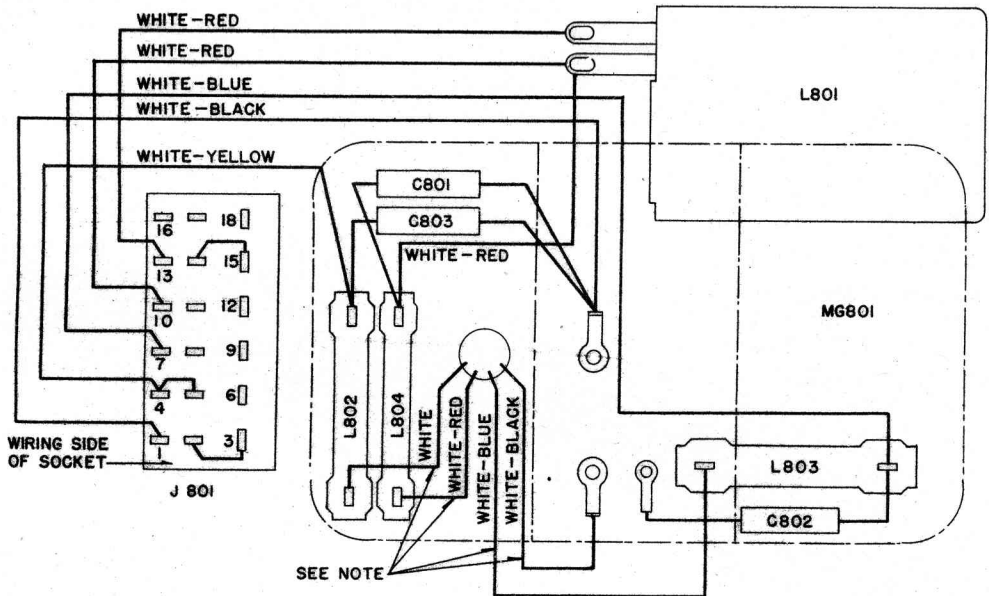 WHITE-RED
WHITE-RED
WHITE-BLUE
WHITE-BLACK
WHITE-YELLOW
L801
C801
C803
WHITE-RED
MG801
16
18
13
15
10
12
7
9
4
6
1
3
WIRING SIDE
OF SOCKET
J 801
L802
L804
WHITE
WHITE-RED
WHITE-BLUE
WHITE-BLACK
L803
C802
SEE NOTE